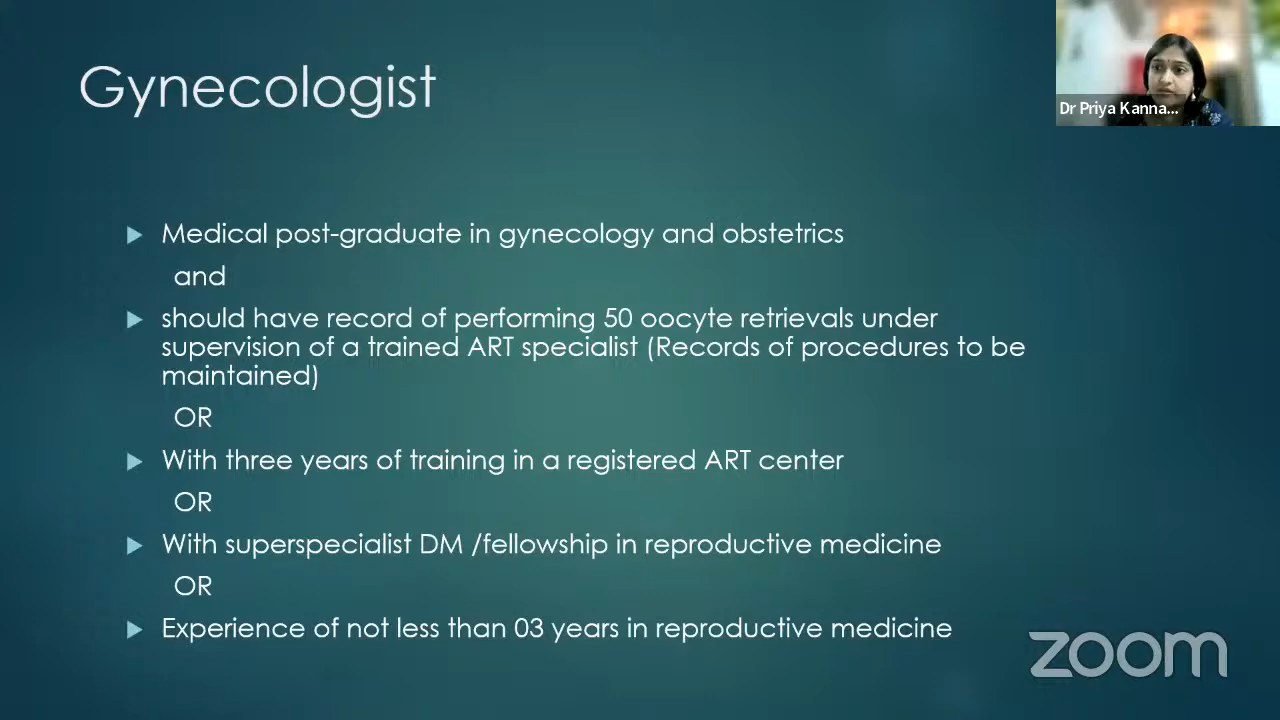 Gynecologist
Dr Priya Kanna...
Medical post-graduate in gynecology and obstetrics
and
should have record of performing 50 oocyte retrievals under
supervision of a trained ART specialist (Records of procedures to be
maintained)
OR
With three years of training in a registered ART center
OR
With superspecialist DM /fellowship in reproductive medicine
OR
Experience of not less than 03 years in reproductive medicine
zoom